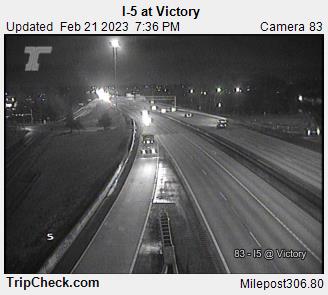 I-5 at Victory
Updated Feb 21 2023 7:36 PM Camera 83
T
S
83 - I5 @ Victory
TripCheck.com Milepost306.80